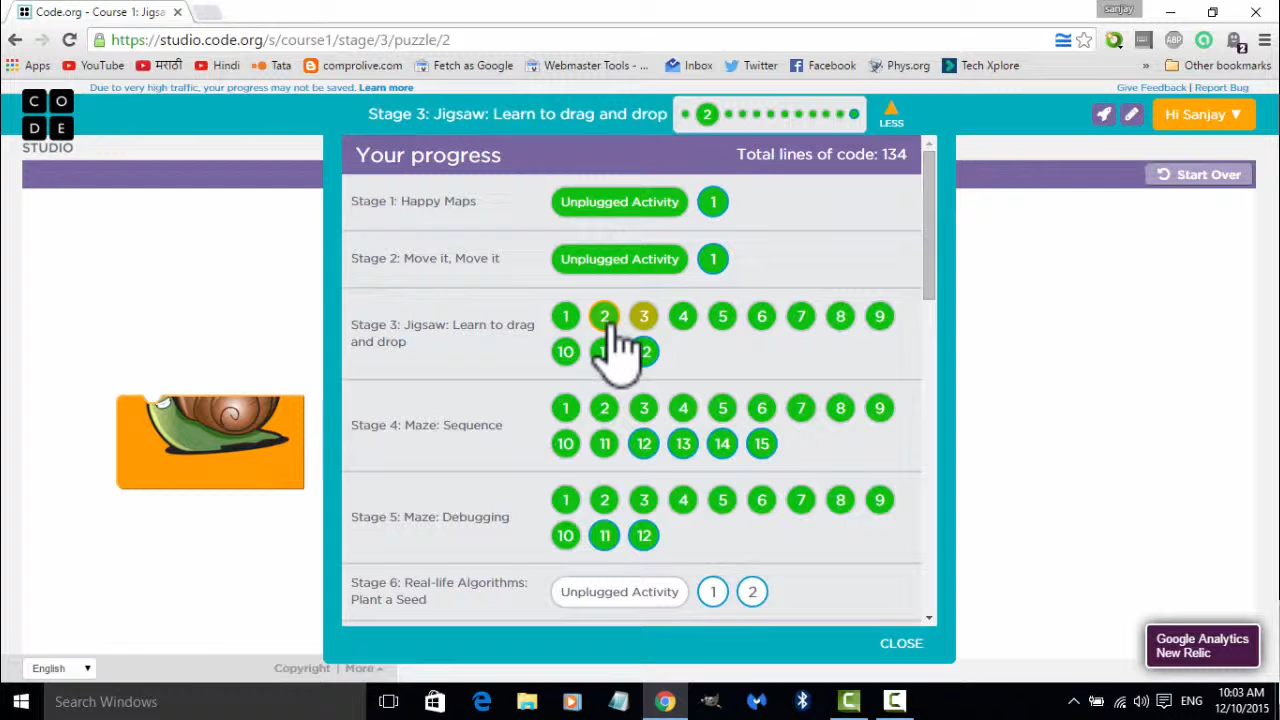 Code.org - Course 1: Jigsa
sanjay
https://studio.code.org/s/course1/stage/3/puzzle/2
ABP
2
Apps YouTube मराठी Hindi Tata comprolive.com Fetch as Google Webmaster Tools - ... Inbox Twitter Facebook Phys.org Tech Xplore » Other bookmarks
Due to very high traffic, your progress may not be saved. Learn more
Give Feedback | Report Bug
C O
D E
STUDIO
Stage 3: Jigsaw: Learn to drag and drop
2
LESS
Hi Sanjay ▼
Your progress
Total lines of code: 134
Start Over
Stage 1: Happy Maps
Unplugged Activity 1
Stage 2: Move it, Move it
Unplugged Activity 1
Stage 3: Jigsaw: Learn to drag
and drop
1 2 3 4 5 6 7 8 9
10
Stage 4: Maze: Sequence
1 2 3 4 5 6 7 8 9
10 11 12 13 14 15
Stage 5: Maze: Debugging
1 2 3 4 5 6 7 8 9
10 11 12
Stage 6: Real-life Algorithms:
Plant a Seed
Unplugged Activity 1 2
CLOSE
Google Analytics
New Relic
English
Copyright | More
Search Windows
ENG
10:03 AM
12/10/2015